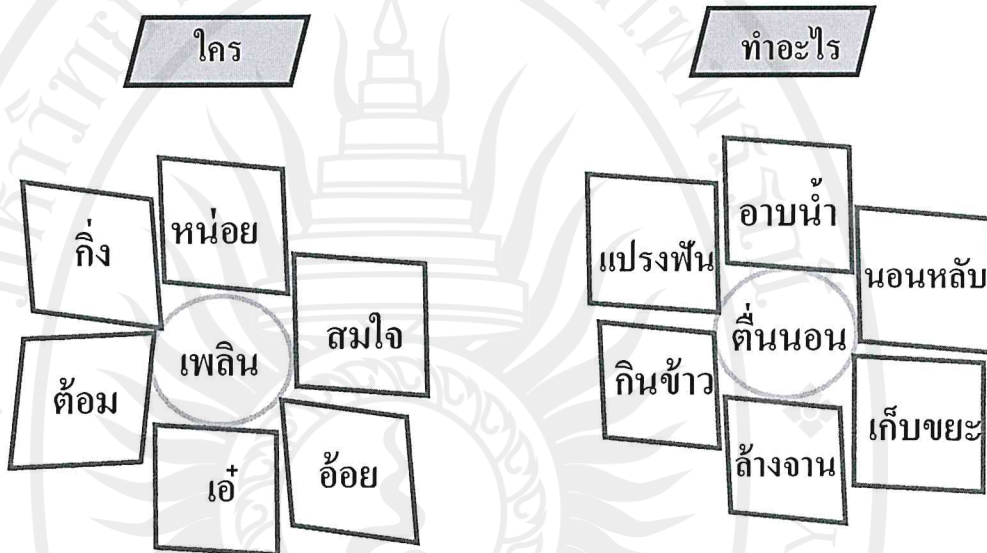 ใคร
ทำอะไร
หน่อย
กิ่ง
สมใจ
เพลิน
ต้อม
อ้อย
เอ๋
อาบน้ำ
แปรงฟัน
นอนหลับ
ตื่นนอน
กินข้าว
เก็บขยะ
ล้างจาน